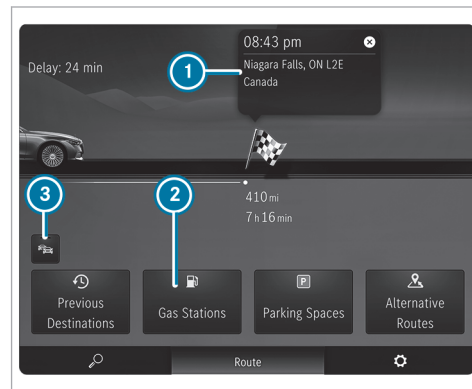 08:43 pm
Delay: 24 min
Niagara Falls, ON L2E
Canada
1
2
3
410 mi
7 h 16 min
Previous
Destinations
Gas Stations
P
Parking Spaces
Alternative
Routes
Route